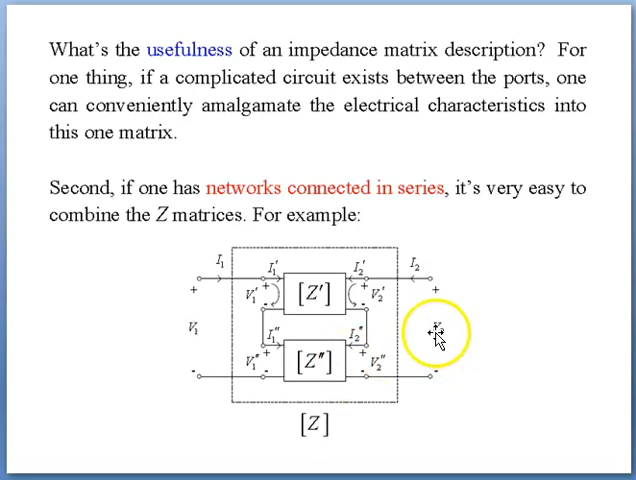 What's the usefulness of an impedance matrix description? For
one thing, if a complicated circuit exists between the ports, one
can conveniently amalgamate the electrical characteristics into
this one matrix.
Second, if one has networks connected in series, it's very easy to
combine the Z matrices. For example:
I₁ I₁′ I₂′ I₂
+ V₁′ + - [Z′] + - V₂′ +
V₁ I₁″ I₂″
- V₁″ + - [Z″] + - V₂″ -
[Z]